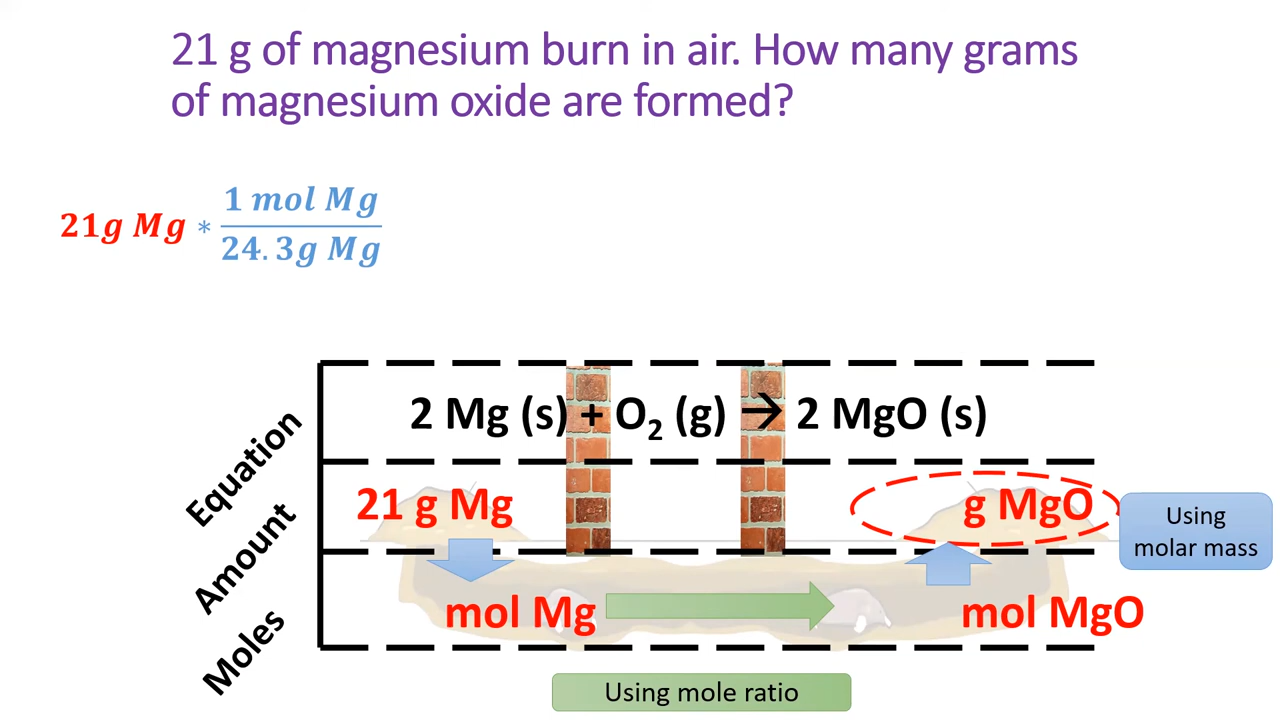 21 g of magnesium burn in air. How many grams
of magnesium oxide are formed?
21g Mg * 1 mol Mg / 24.3g Mg
Equation
2 Mg (s) + O₂ (g) → 2 MgO (s)
Amount
21 g Mg
g MgO
Using
molar mass
Moles
mol Mg
mol MgO
Using mole ratio